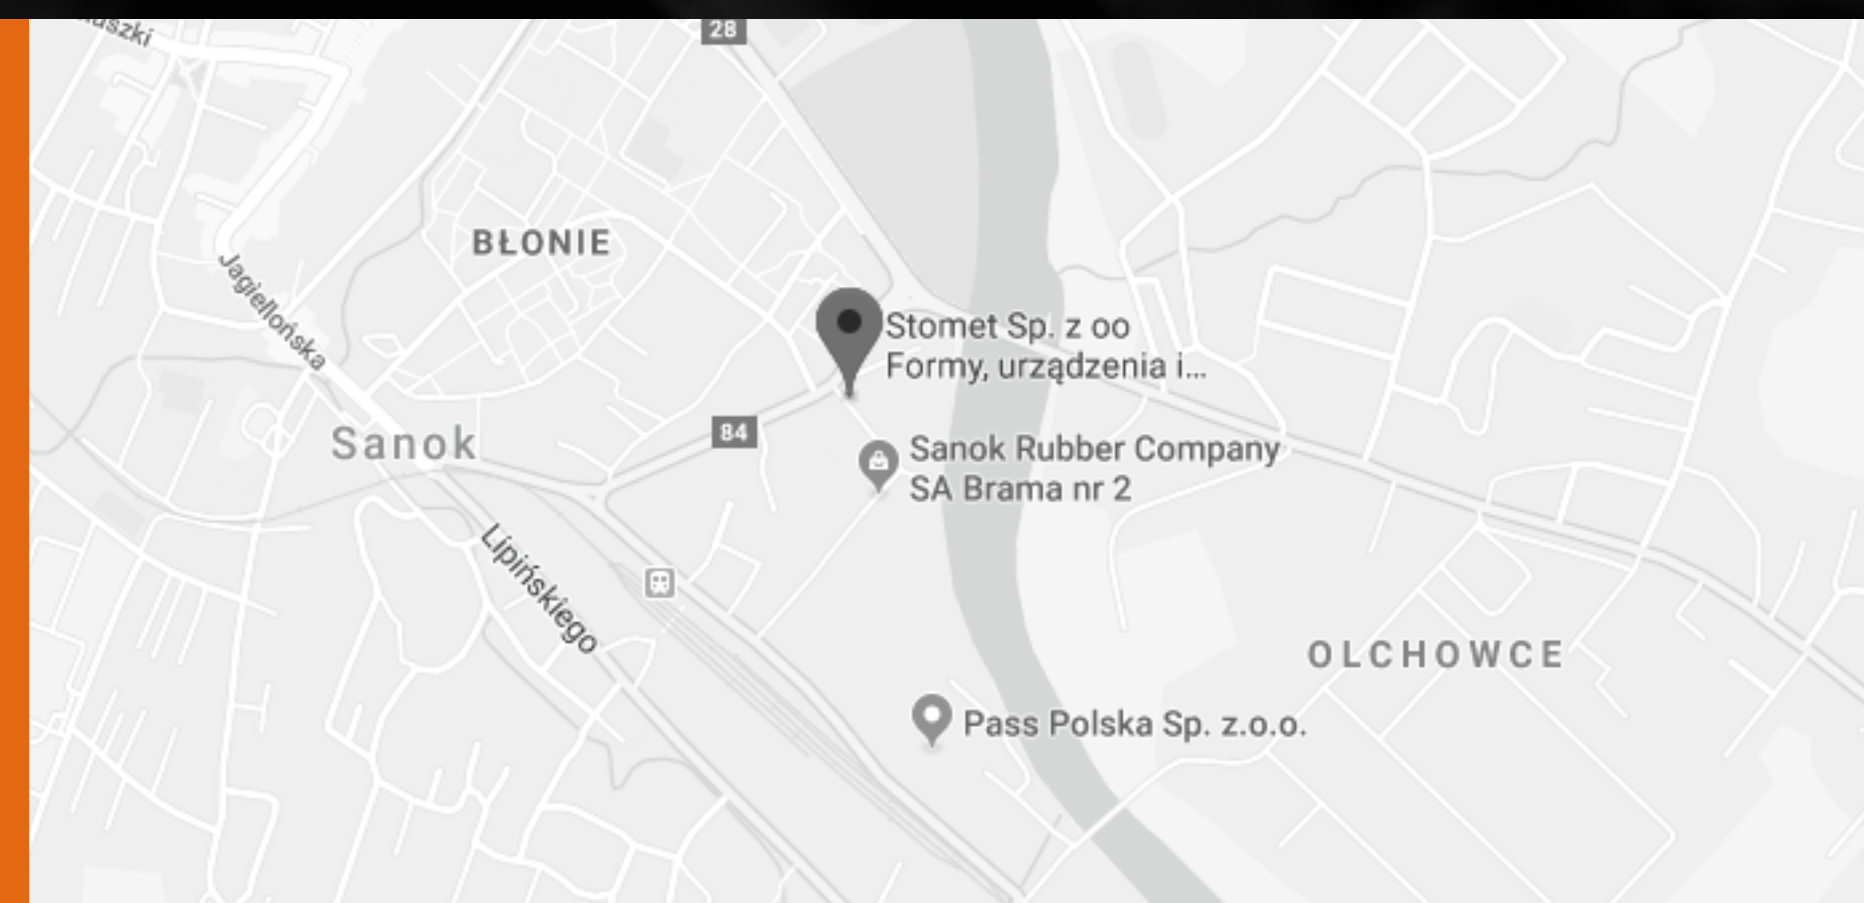 28
BŁONIE
Jagiellońska
Stomet Sp. z oo
Formy, urządzenia i...
84
Sanok
Sanok Rubber Company
SA Brama nr 2
Lipińskiego
OLCHOWCE
Pass Polska Sp. z.o.o.